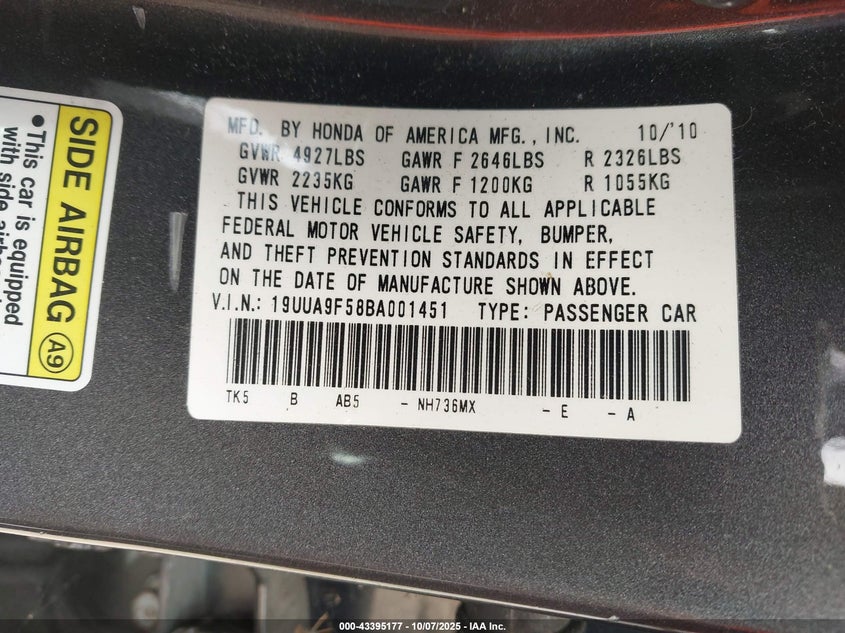 MFD. BY HONDA OF AMERICA MFG., INC. 10/'10
GVWR 4927LBS GAWR F 2646LBS R 2326LBS
GVWR 2235KG GAWR F 1200KG R 1055KG
THIS VEHICLE CONFORMS TO ALL APPLICABLE
FEDERAL MOTOR VEHICLE SAFETY, BUMPER,
AND THEFT PREVENTION STANDARDS IN EFFECT
ON THE DATE OF MANUFACTURE SHOWN ABOVE.
V.I.N.: 19UUA9F58BA001451 TYPE: PASSENGER CAR
TK5 B AB5 - NH736MX - E - A
SIDE AIRBAG A9
●This car is equipped
with side
000-43395177 - 10/07/2025 - IAA Inc.